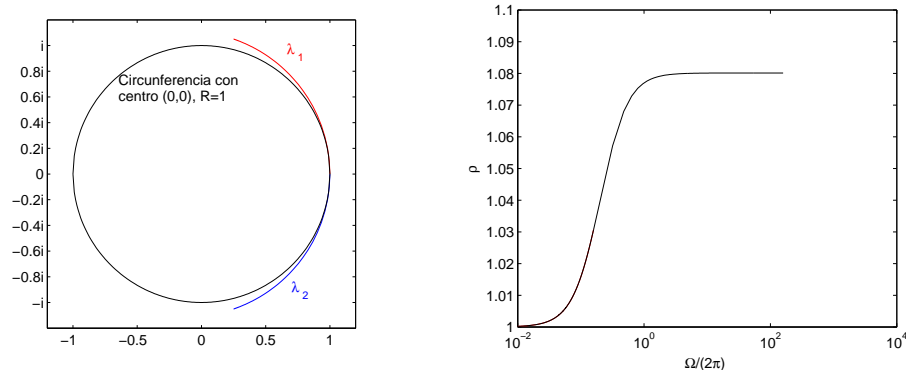 i
0.8i
0.6i
0.4i
0.2i
0
−0.2i
−0.4i
−0.6i
−0.8i
−i
−1
−0.5
0
0.5
1
Circunferencia con
centro (0,0), R=1
λ 1
λ 2
1.1
1.09
1.08
1.07
1.06
1.05
1.04
1.03
1.02
1.01
1
ρ
10^−2
10^0
10^2
10^4
Ω/(2π)